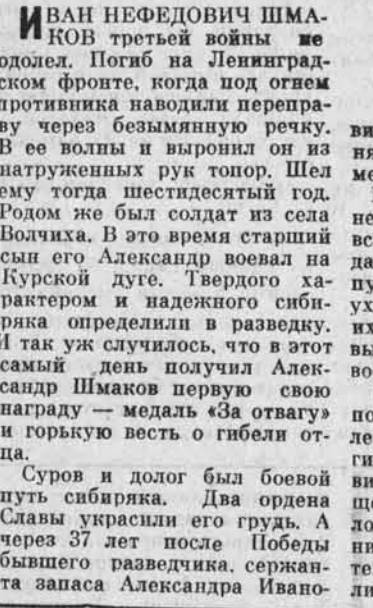 ИВАН НЕФЕДОВИЧ ШМА-
КОВ третьей войны не
одолел. Погиб на Ленинград-
ском фронте, когда под огнем
противника наводили перепра-
ву через безымянную речку.
В ее волны и выронил он из
натруженных рук топор. Шел
ему тогда шестидесятый год.
Родом же был солдат из села
Волчиха. В это время старший
сын его Александр воевал на
Курской дуге. Твердого ха-
рактером и надежного сиби-
ряка определили в разведку.
И так уж случилось, что в этот
самый день получил Алек-
сандр Шмаков первую свою
награду — медаль «За отвагу»
и горькую весть о гибели от-
ца.
Суров и долог был боевой
путь сибиряка. Два ордена
Славы украсили его грудь. А
через 37 лет после Победы
бывшего разведчика, сержан-
та запаса Александра Ивано-